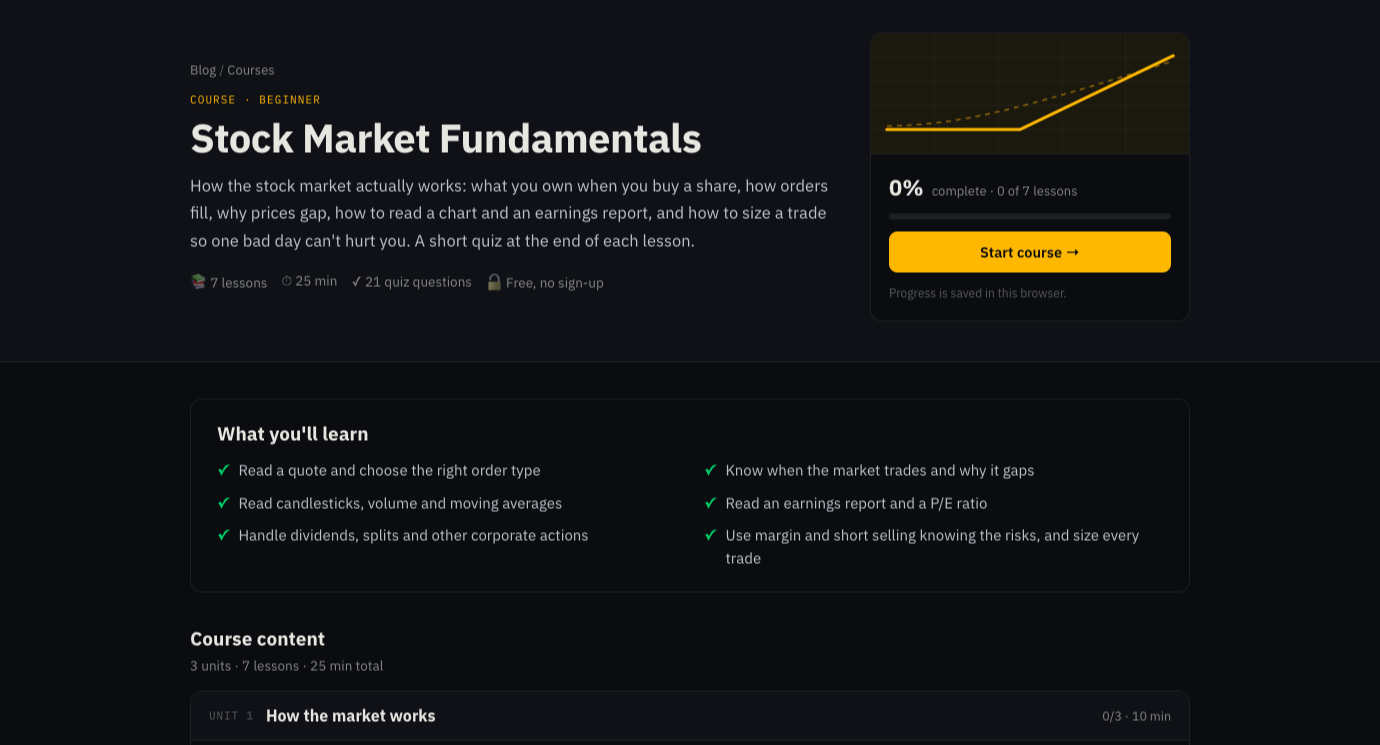 Blog / Courses
COURSE · BEGINNER
Stock Market Fundamentals
How the stock market actually works: what you own when you buy a share, how orders
fill, why prices gap, how to read a chart and an earnings report, and how to size a trade
so one bad day can't hurt you. A short quiz at the end of each lesson.
📚 7 lessons ⏱ 25 min ✓ 21 quiz questions 🔒 Free, no sign-up
0% complete · 0 of 7 lessons
Start course →
Progress is saved in this browser.
What you'll learn
✓ Read a quote and choose the right order type
✓ Know when the market trades and why it gaps
✓ Read candlesticks, volume and moving averages
✓ Read an earnings report and a P/E ratio
✓ Handle dividends, splits and other corporate actions
✓ Use margin and short selling knowing the risks, and size every
trade
Course content
3 units · 7 lessons · 25 min total
UNIT 1 How the market works 0/3 · 10 min